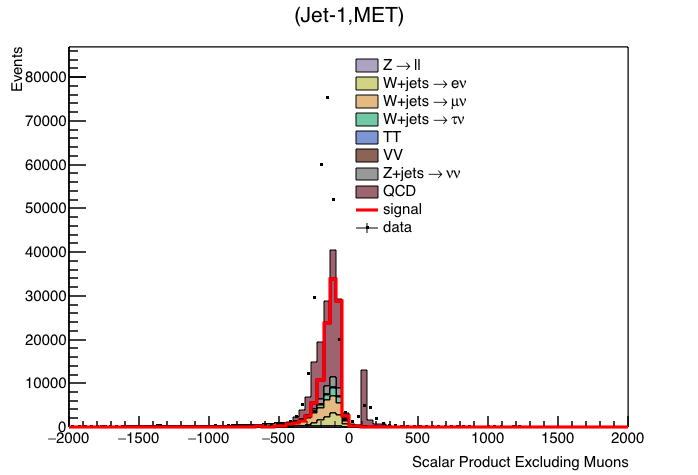 (Jet-1,MET)
Events
80000
70000
60000
50000
40000
30000
20000
10000
0
Z→ll
W+jets→eν
W+jets→μν
W+jets→τν
TT
VV
Z+jets→νν
QCD
signal
data
−2000 −1500 −1000 −500 0 500 1000 1500 2000
Scalar Product Excluding Muons